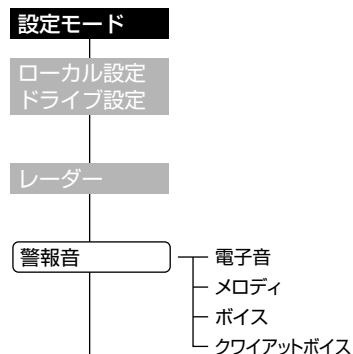 設定モード
ローカル設定
ドライブ設定
レーダー
警報音
電子音
メロディ
ボイス
クワイアットボイス